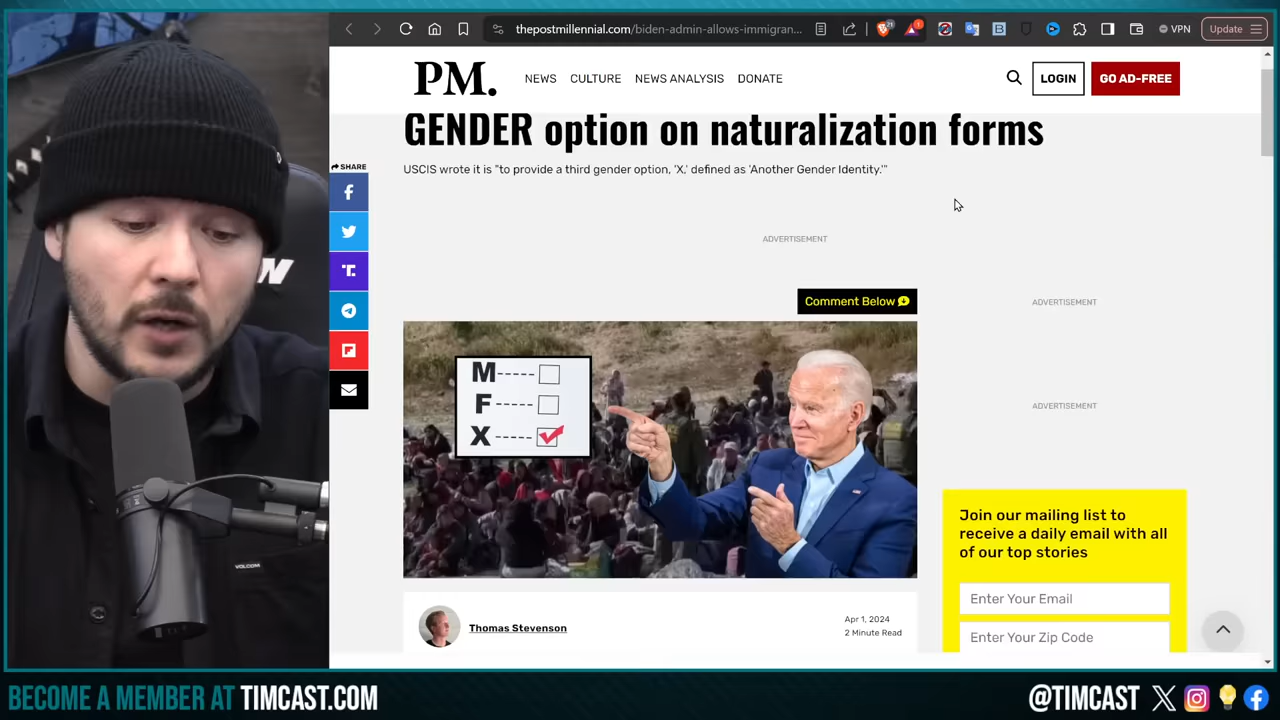 thepostmillennial.com/biden-admin-allows-immigran...
VPN
Update
PM.
NEWS
CULTURE
NEWS ANALYSIS
DONATE
LOGIN
GO AD-FREE
GENDER option on naturalization forms
SHARE
USCIS wrote it is "to provide a third gender option, 'X,' defined as 'Another Gender Identity.'"
ADVERTISEMENT
Comment Below
ADVERTISEMENT
M-----
F-----
X-----
ADVERTISEMENT
Join our mailing list to
receive a daily email with all
of our top stories
Enter Your Email
Enter Your Zip Code
Thomas Stevenson
Apr 1, 2024
2 Minute Read
VOLCOM
BECOME A MEMBER AT TIMCAST.COM
@TIMCAST